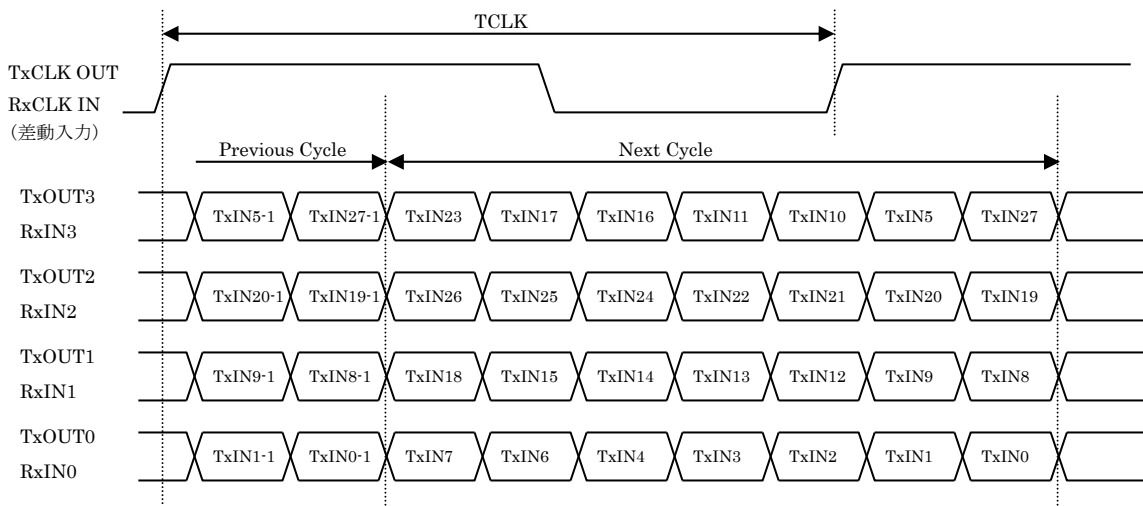 TCLK
TxCLK OUT
RxCLK IN
(差動入力)
Previous Cycle Next Cycle
TxOUT3
RxIN3
TxIN5-1 TxIN27-1 TxIN23 TxIN17 TxIN16 TxIN11 TxIN10 TxIN5 TxIN27
TxOUT2
RxIN2
TxIN20-1 TxIN19-1 TxIN26 TxIN25 TxIN24 TxIN22 TxIN21 TxIN20 TxIN19
TxOUT1
RxIN1
TxIN9-1 TxIN8-1 TxIN18 TxIN15 TxIN14 TxIN13 TxIN12 TxIN9 TxIN8
TxOUT0
RxIN0
TxIN1-1 TxIN0-1 TxIN7 TxIN6 TxIN4 TxIN3 TxIN2 TxIN1 TxIN0